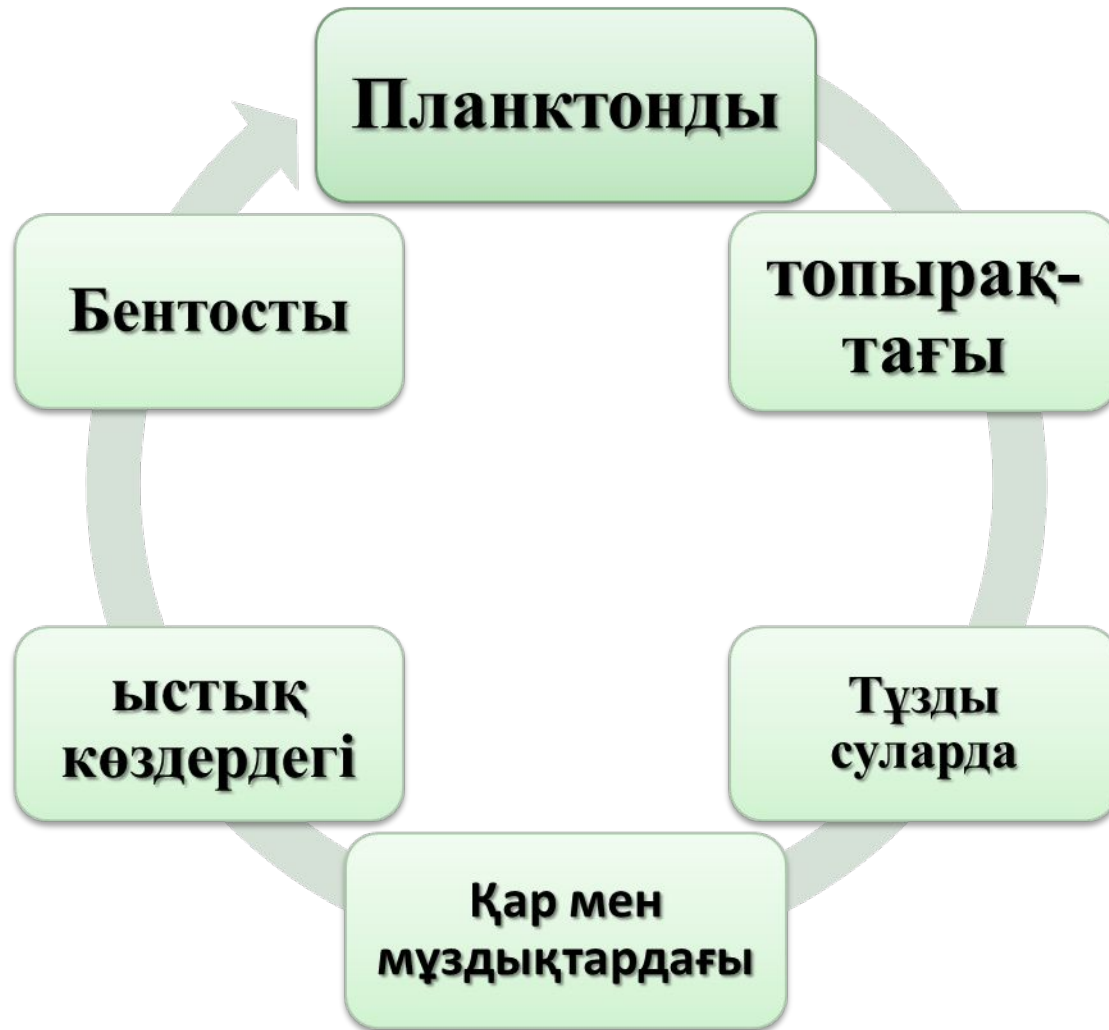 Планктонды
топырақ-
тағы
Тұзды
суларда
Қар мен
мұздықтардағы
ыстық
көздердегі
Бентосты